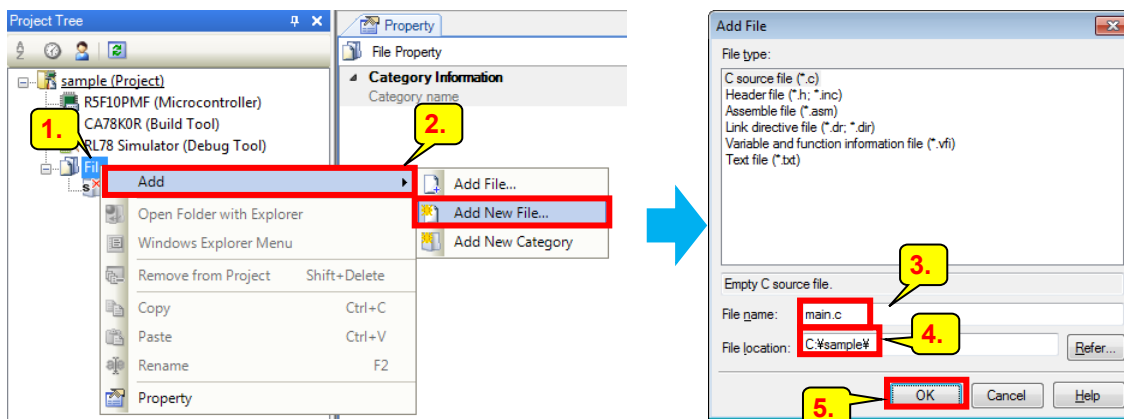 Project Tree
Property
File Property
sample (Project)
R5F10PMF (Microcontroller)
CA78K0R (Build Tool)
RL78 Simulator (Debug Tool)
Fil
Category Information
Category name
1.
2.
Add
Open Folder with Explorer
Windows Explorer Menu
Remove from Project Shift+Delete
Copy Ctrl+C
Paste Ctrl+V
Rename F2
Property
Add File...
Add New File...
Add New Category
Add File
File type:
C source file (*.c)
Header file (*.h; *.inc)
Assemble file (*.asm)
Link directive file (*.dr; *.dir)
Variable and function information file (*.vfi)
Text file (*.txt)
Empty C source file.
3.
File name: main.c
4.
File location: C:¥sample¥ Refer...
5.
OK Cancel Help